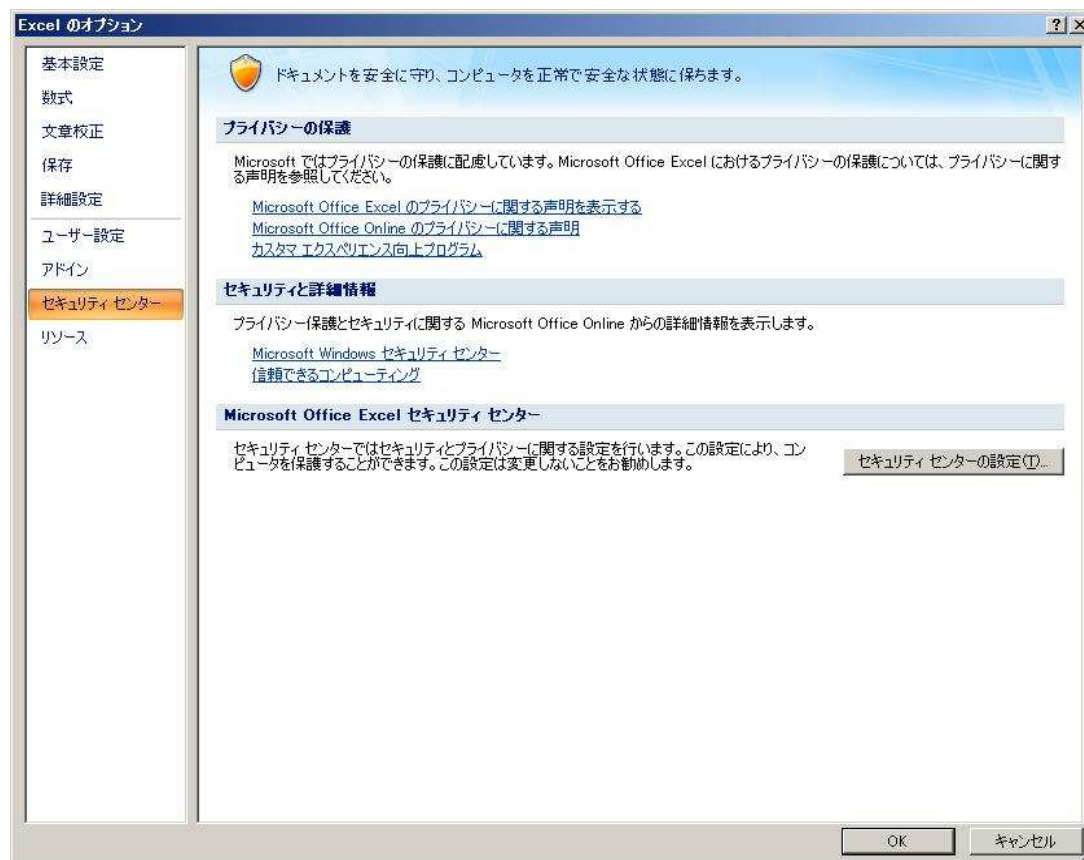 Excel のオプション
基本設定
数式
文章校正
保存
詳細設定
ユーザー設定
アドイン
セキュリティ センター
リソース
ドキュメントを安全に守り、コンピュータを正常で安全な状態に保ちます。
プライバシーの保護
Microsoft ではプライバシーの保護に配慮しています。Microsoft Office Excel におけるプライバシーの保護については、プライバシーに関す
る声明を参照してください。
Microsoft Office Excel のプライバシーに関する声明を表示する
Microsoft Office Online のプライバシーに関する声明
カスタマ エクスペリエンス向上プログラム
セキュリティと詳細情報
プライバシー保護とセキュリティに関する Microsoft Office Online からの詳細情報を表示します。
Microsoft Windows セキュリティ センター
信頼できるコンピューティング
Microsoft Office Excel セキュリティ センター
セキュリティ センターではセキュリティとプライバシーに関する設定を行います。この設定により、コン
ピュータを保護することができます。この設定は変更しないことをお勧めします。
セキュリティ センターの設定(T)...
OK
キャンセル